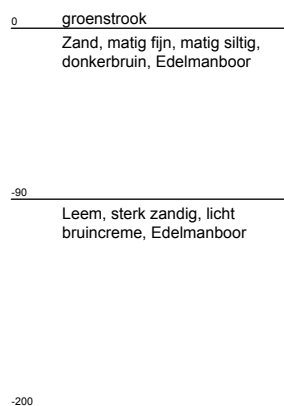 0 groenstrook
Zand, matig fijn, matig siltig,
donkerbruin, Edelmanboor
-90
Leem, sterk zandig, licht
bruincreme, Edelmanboor
-200